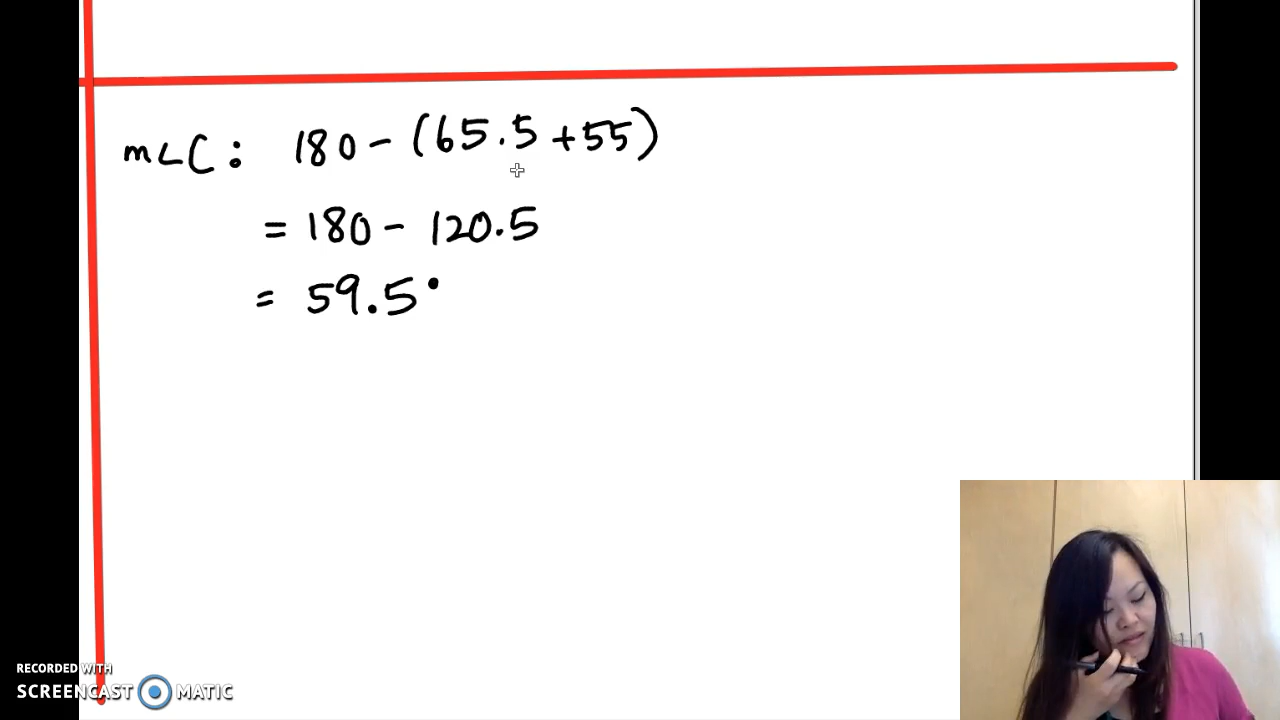 m∠C: 180 - (65.5 + 55)
= 180 - 120.5
= 59.5°
RECORDED WITH
SCREENCAST MATIC